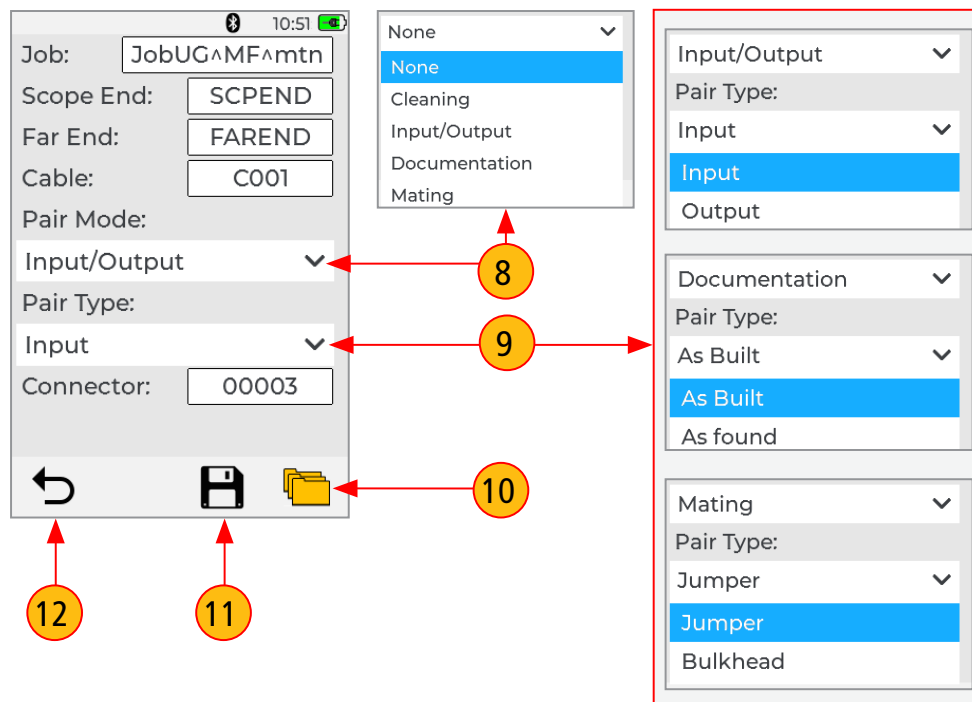 10:51
Job: JobUG^MF^mtn
Scope End: SCPEND
Far End: FAREND
Cable: C001
Pair Mode:
Input/Output
Pair Type:
Input
Connector: 00003
None
None
Cleaning
Input/Output
Documentation
Mating
8
9
10
11
12
Input/Output
Pair Type:
Input
Input
Output
Documentation
Pair Type:
As Built
As Built
As found
Mating
Pair Type:
Jumper
Jumper
Bulkhead